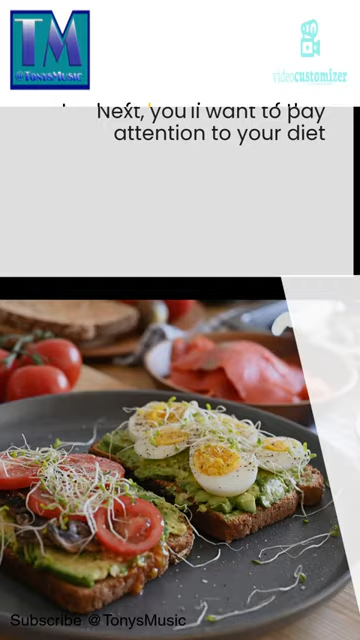 TM
@TonysMusic
videocustomizer
Next, you'll want to pay
attention to your diet
Subscribe @TonysMusic